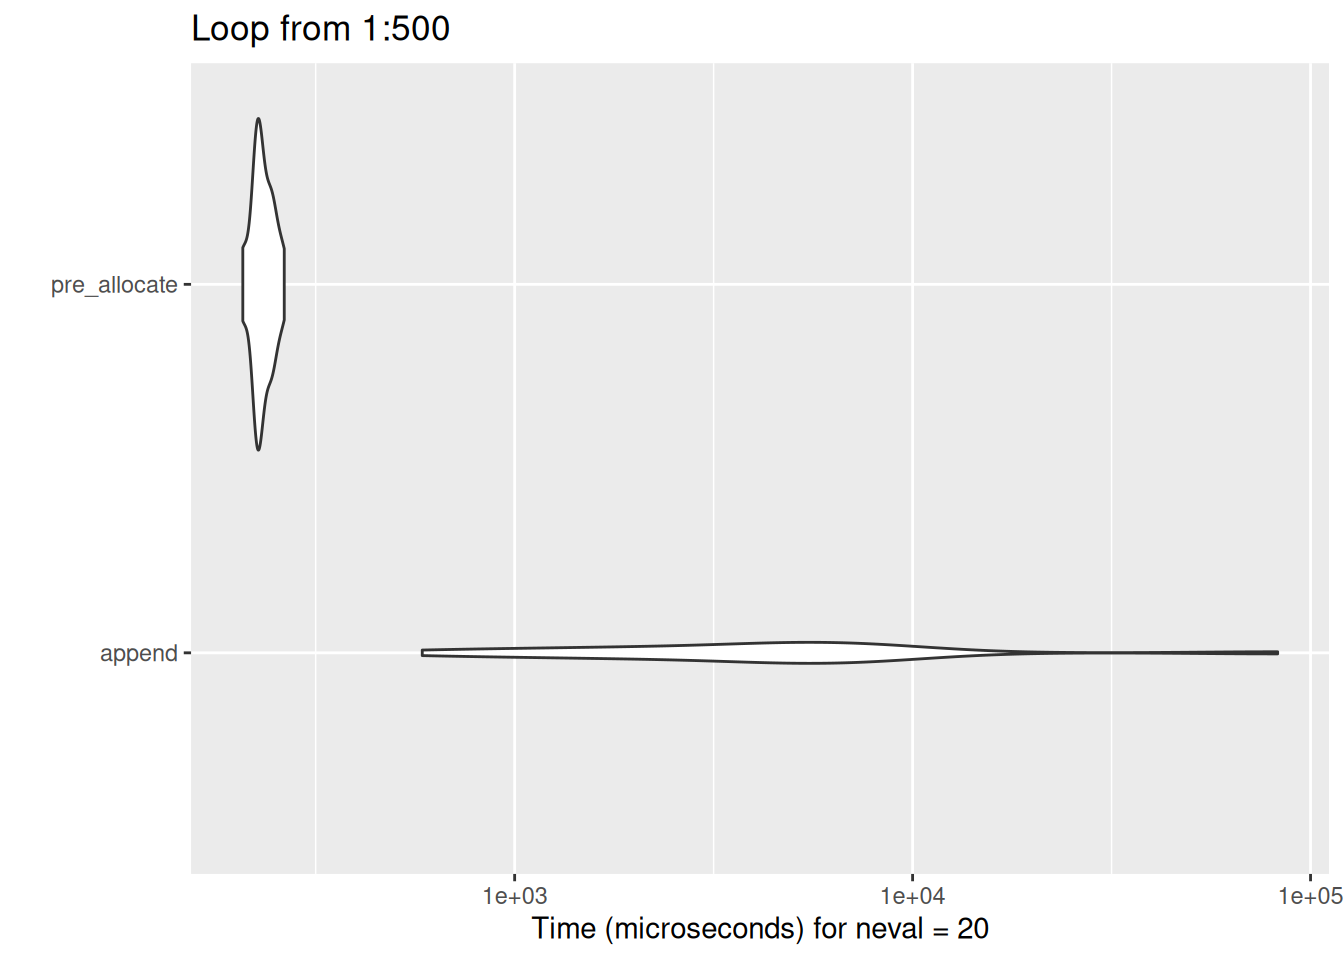 Loop from 1:500
pre_allocate
append
1e+03
1e+04
1e+05
Time (microseconds) for neval = 20